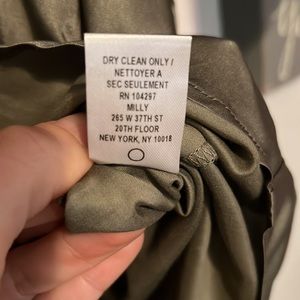 DRY CLEAN ONLY /
NETTOYER A
SEC SEULEMENT
RN 104297
MILLY
265 W 37TH ST
20TH FLOOR
NEW YORK, NY 10018